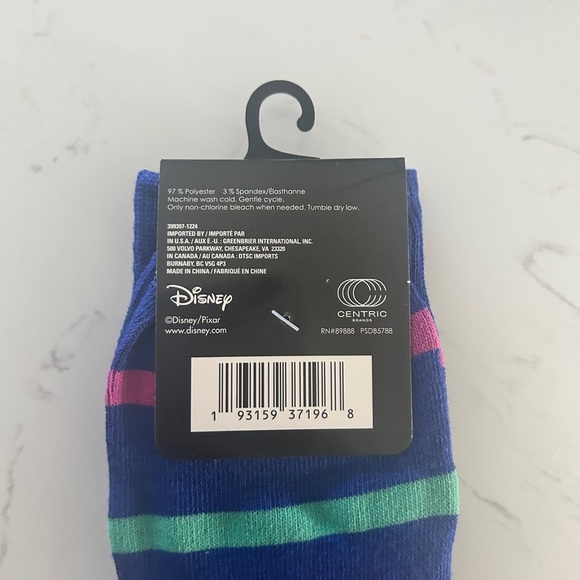 97 % Polyester 3 % Spandex/Élasthanne
Machine wash cold. Gentle cycle.
Only non-chlorine bleach when needed. Tumble dry low.
399397-1224
IMPORTED BY / IMPORTÉ PAR
IN U.S.A. / AUX É.-U. : GREENBRIER INTERNATIONAL, INC.
500 VOLVO PARKWAY, CHESAPEAKE, VA 23320
IN CANADA / AU CANADA : DTSC IMPORTS
BURNABY, BC V5G 4P3
MADE IN CHINA / FABRIQUÉ EN CHINE
Disney
©Disney/Pixar
www.disney.com
CENTRIC
BRANDS
RN#89888 PSDB5788
1 93159 37196 8